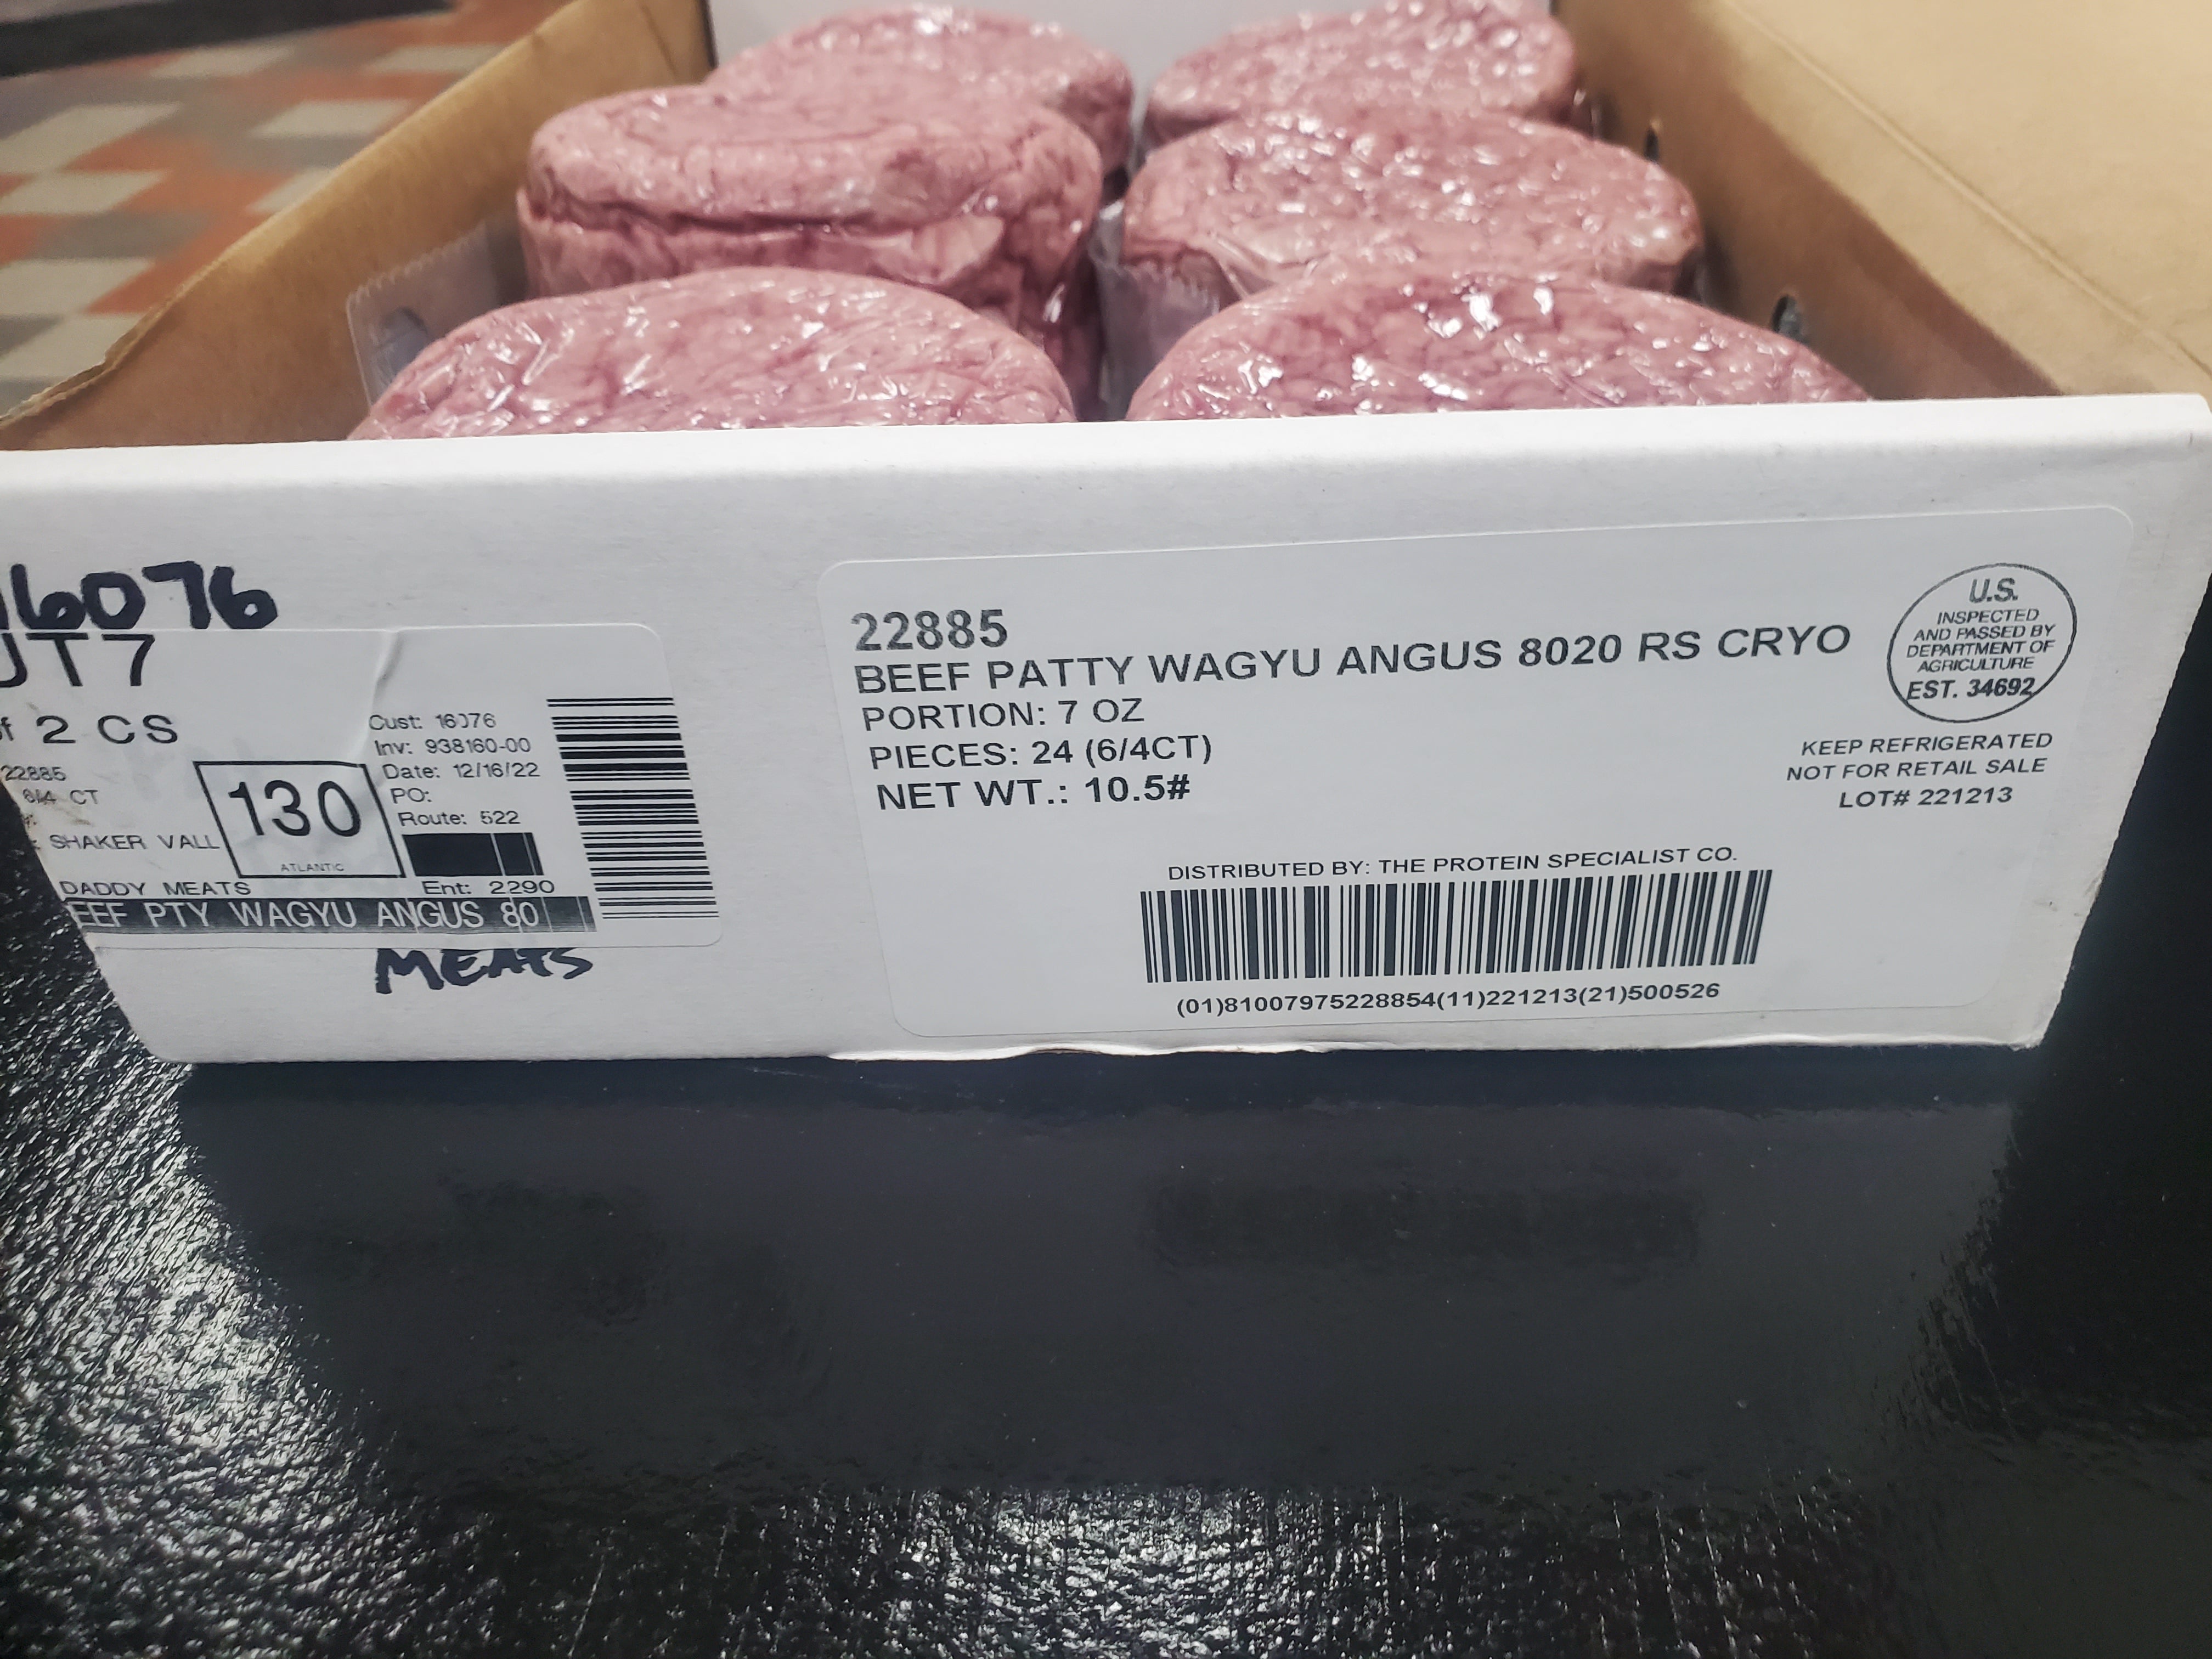 16076
UT7
f 2 CS
22885
6/4 CT
SHAKER VALL
130
ATLANTIC
Cust: 16076
Inv: 938160-00
Date: 12/16/22
PO:
Route: 522
DADDY MEATS
Ent: 2290
EEF PTY WAGYU ANGUS 80
MEATS
22885
BEEF PATTY WAGYU ANGUS 8020 RS CRYO
PORTION: 7 OZ
PIECES: 24 (6/4CT)
NET WT.: 10.5#
U.S.
INSPECTED
AND PASSED BY
DEPARTMENT OF
AGRICULTURE
EST. 34692
KEEP REFRIGERATED
NOT FOR RETAIL SALE
LOT# 221213
DISTRIBUTED BY: THE PROTEIN SPECIALIST CO.
(01)81007975228854(11)221213(21)500526